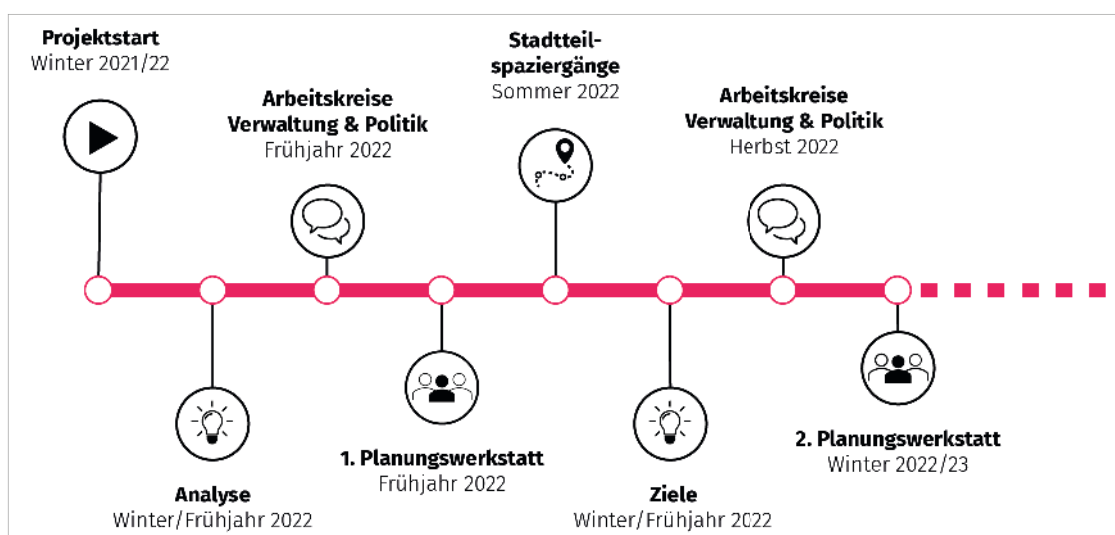 Projektstart
Winter 2021/22
Arbeitskreise
Verwaltung & Politik
Frühjahr 2022
Stadtteil-
spaziergänge
Sommer 2022
Arbeitskreise
Verwaltung & Politik
Herbst 2022
Analyse
Winter/Frühjahr 2022
1. Planungswerkstatt
Frühjahr 2022
Ziele
Winter/Frühjahr 2022
2. Planungswerkstatt
Winter 2022/23